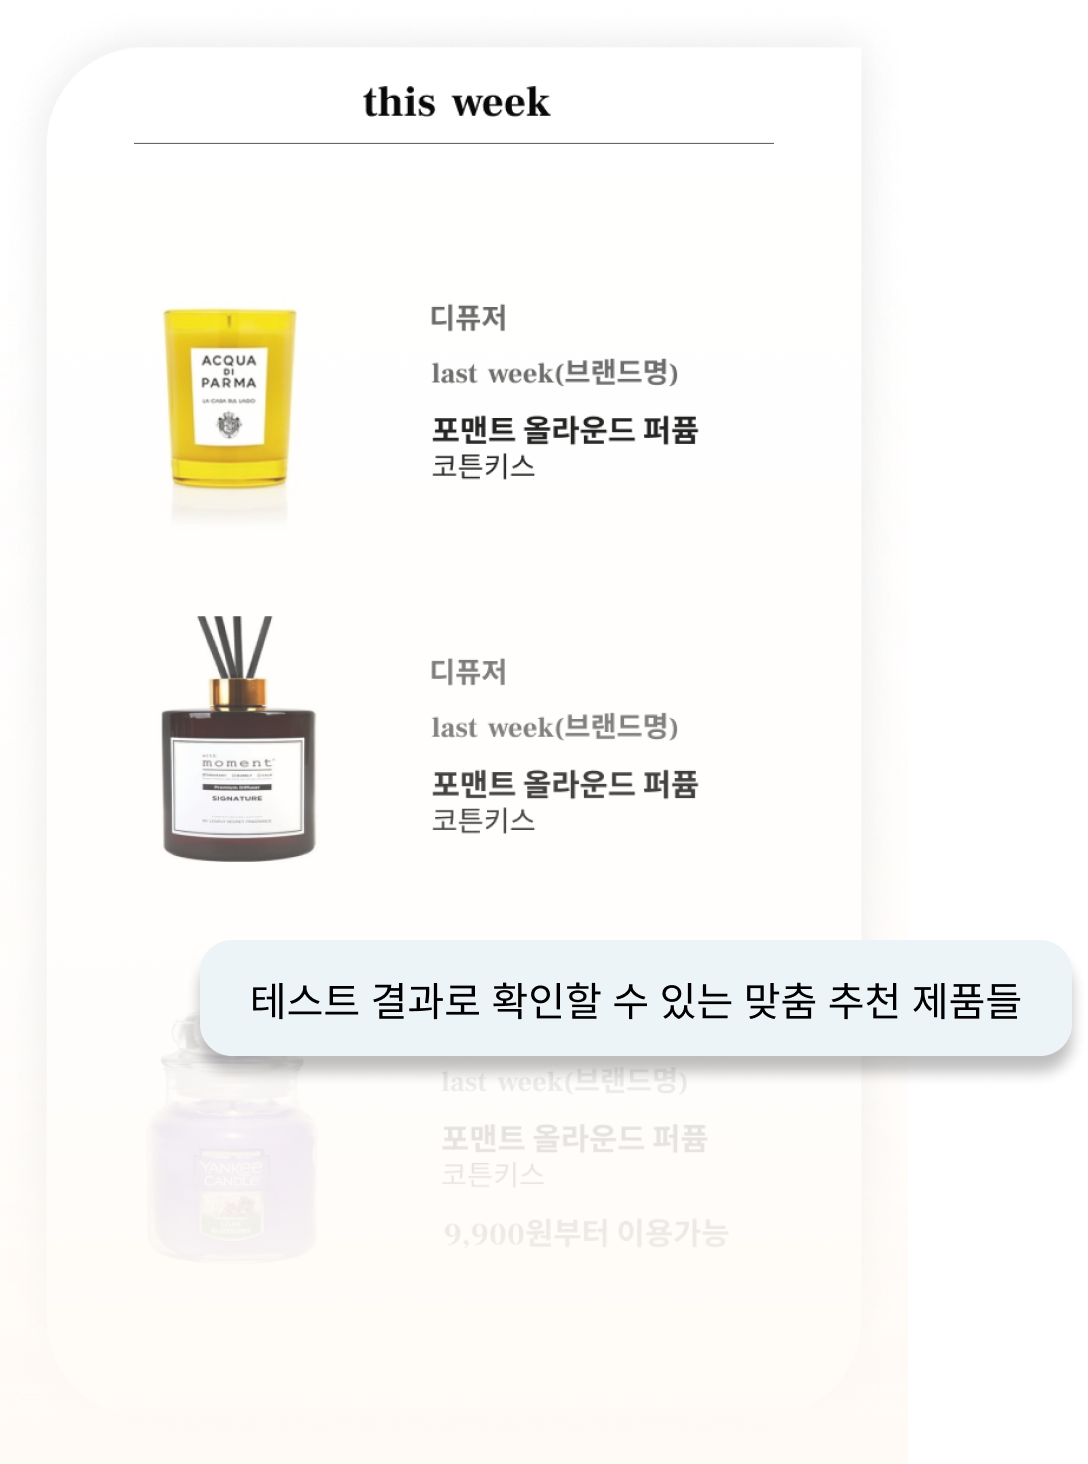 this week
디퓨저
last week(브랜드명)
포맨트 올라운드 퍼퓸
코튼키스
ACQUA
DI
PARMA
LA CASA SUL LAGO
디퓨저
last week(브랜드명)
포맨트 올라운드 퍼퓸
코튼키스
with
moment
Premium Diffuser
SIGNATURE
테스트 결과로 확인할 수 있는 맞춤 추천 제품들
last week(브랜드명)
포맨트 올라운드 퍼퓸
코튼키스
9,900원부터 이용가능
YANKEE
CANDLE